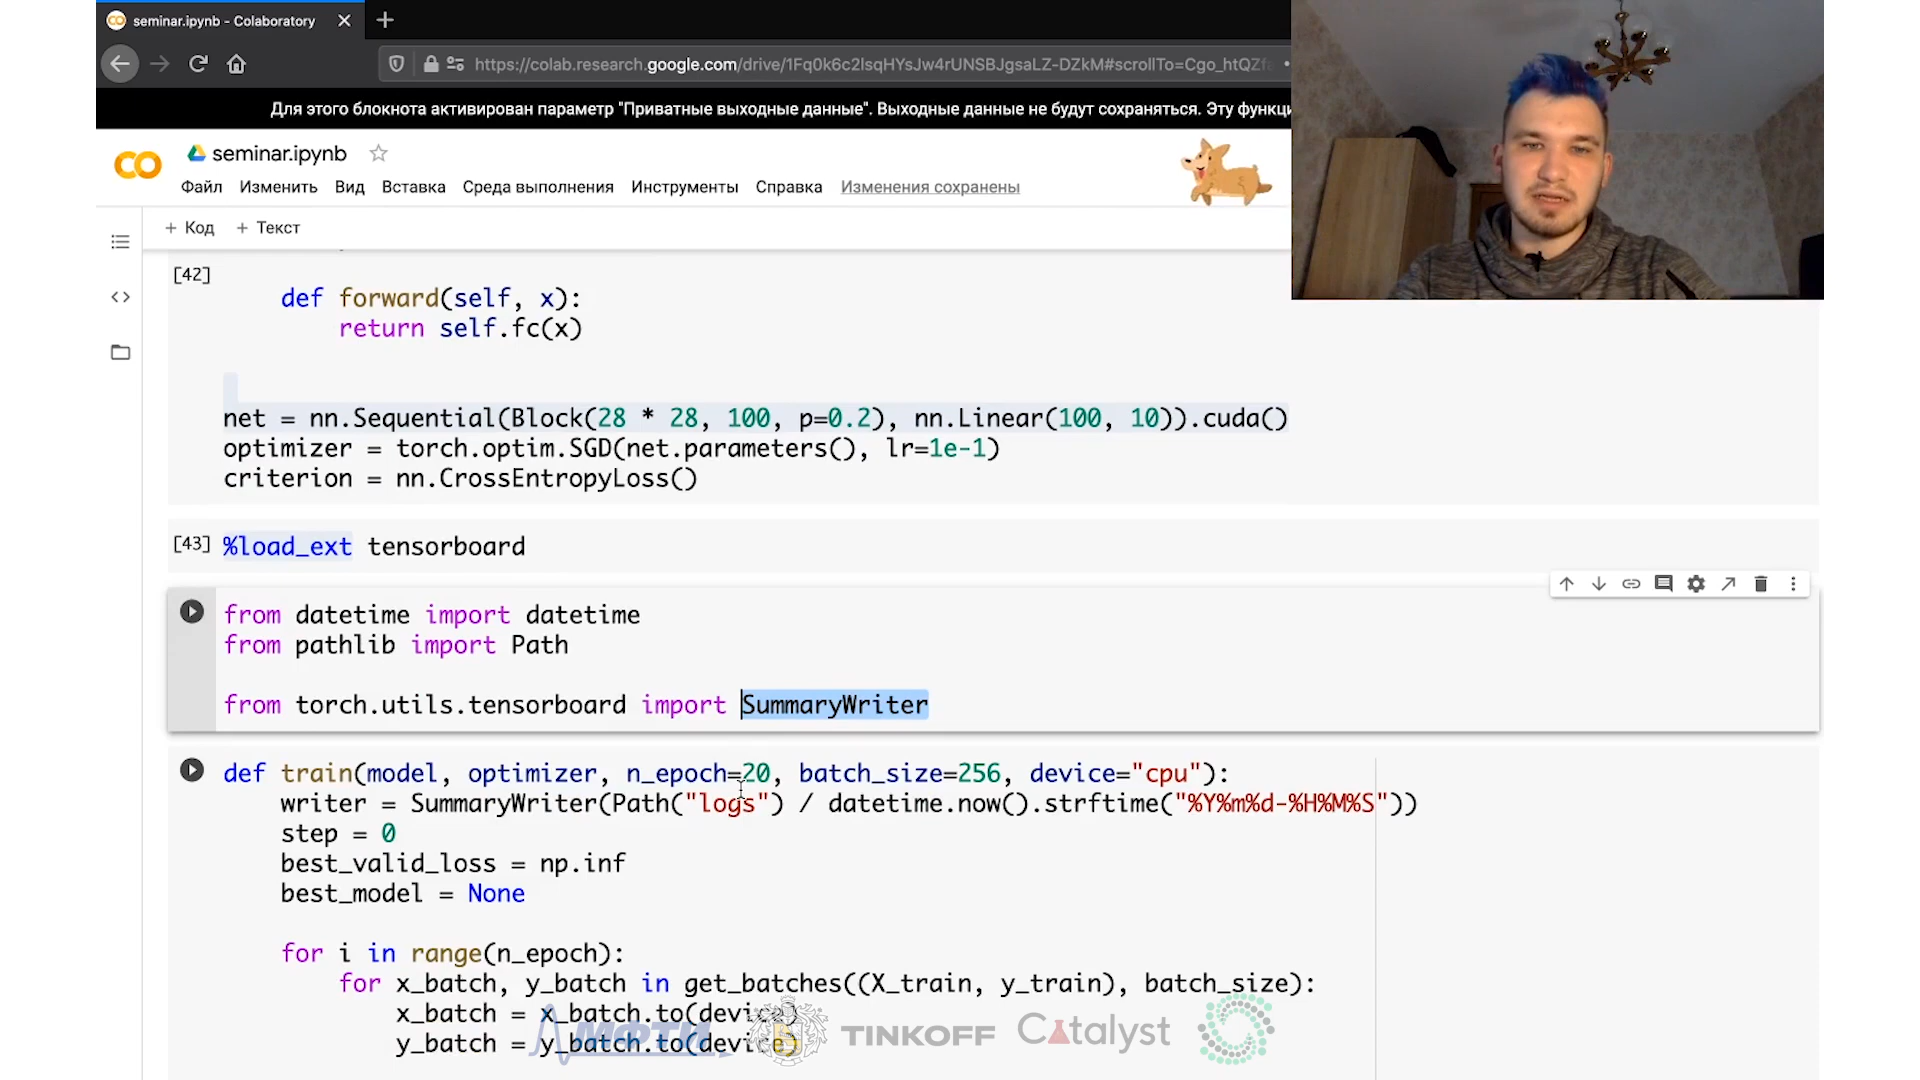 seminar.ipynb - Colaboratory
https://colab.research.google.com/drive/1Fq0k6c2lsqHYsJw4rUNSBJgsaLZ-DZkM#scrollTo=Cgo_htQZf
Для этого блокнота активирован параметр "Приватные выходные данные". Выходные данные не будут сохраняться. Эту функци
seminar.ipynb
Файл Изменить Вид Вставка Среда выполнения Инструменты Справка Изменения сохранены
+ Код + Текст
[42]
def forward(self, x):
return self.fc(x)
net = nn.Sequential(Block(28 * 28, 100, p=0.2), nn.Linear(100, 10)).cuda()
optimizer = torch.optim.SGD(net.parameters(), lr=1e-1)
criterion = nn.CrossEntropyLoss()
[43] %load_ext tensorboard
from datetime import datetime
from pathlib import Path
from torch.utils.tensorboard import SummaryWriter
def train(model, optimizer, n_epoch=20, batch_size=256, device="cpu"):
writer = SummaryWriter(Path("logs") / datetime.now().strftime("%Y%m%d-%H%M%S"))
step = 0
best_valid_loss = np.inf
best_model = None
for i in range(n_epoch):
for x_batch, y_batch in get_batches((X_train, y_train), batch_size):
x_batch = x_batch.to(device)
y_batch = y_batch.to(device)
МФТИ TINKOFF Catalyst